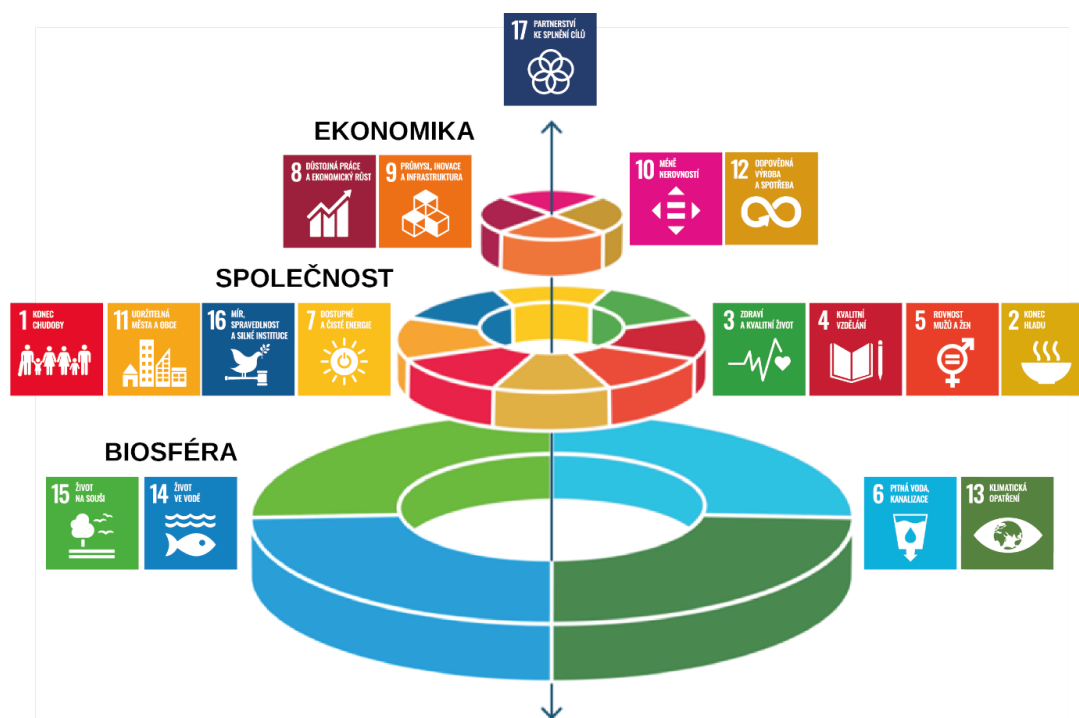 17 PARTNERSTVÍ
KE SPLNĚNÍ CÍLŮ
EKONOMIKA
8 DŮSTOJNÁ PRÁCE
A EKONOMICKÝ RŮST
9 PRŮMYSL, INOVACE
A INFRASTRUKTURA
10 MÉNĚ
NEROVNOSTÍ
12 ODPOVĚDNÁ
VÝROBA
A SPOTŘEBA
SPOLEČNOST
1 KONEC
CHUDOBY
11 UDRŽITELNÁ
MĚSTA A OBCE
16 MÍR,
SPRAVEDLNOST
A SILNÉ INSTITUCE
7 DOSTUPNÉ
A ČISTÉ ENERGIE
3 ZDRAVÍ
A KVALITNÍ ŽIVOT
4 KVALITNÍ
VZDĚLÁNÍ
5 ROVNOST
MUŽŮ A ŽEN
2 KONEC
HLADU
BIOSFÉRA
15 ŽIVOT
NA SOUŠI
14 ŽIVOT
VE VODĚ
6 PITNÁ VODA,
KANALIZACE
13 KLIMATICKÁ
OPATŘENÍ